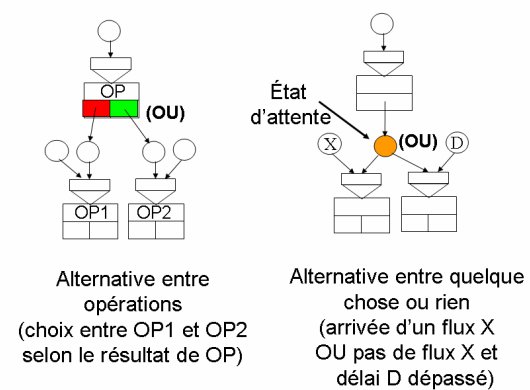 OP
(OU)
OP1
OP2
Alternative entre
opérations
(choix entre OP1 et OP2
selon le résultat de OP)
État
d'attente
(OU)
X
D
Alternative entre quelque
chose ou rien
(arrivée d'un flux X
OU pas de flux X et
délai D dépassé)